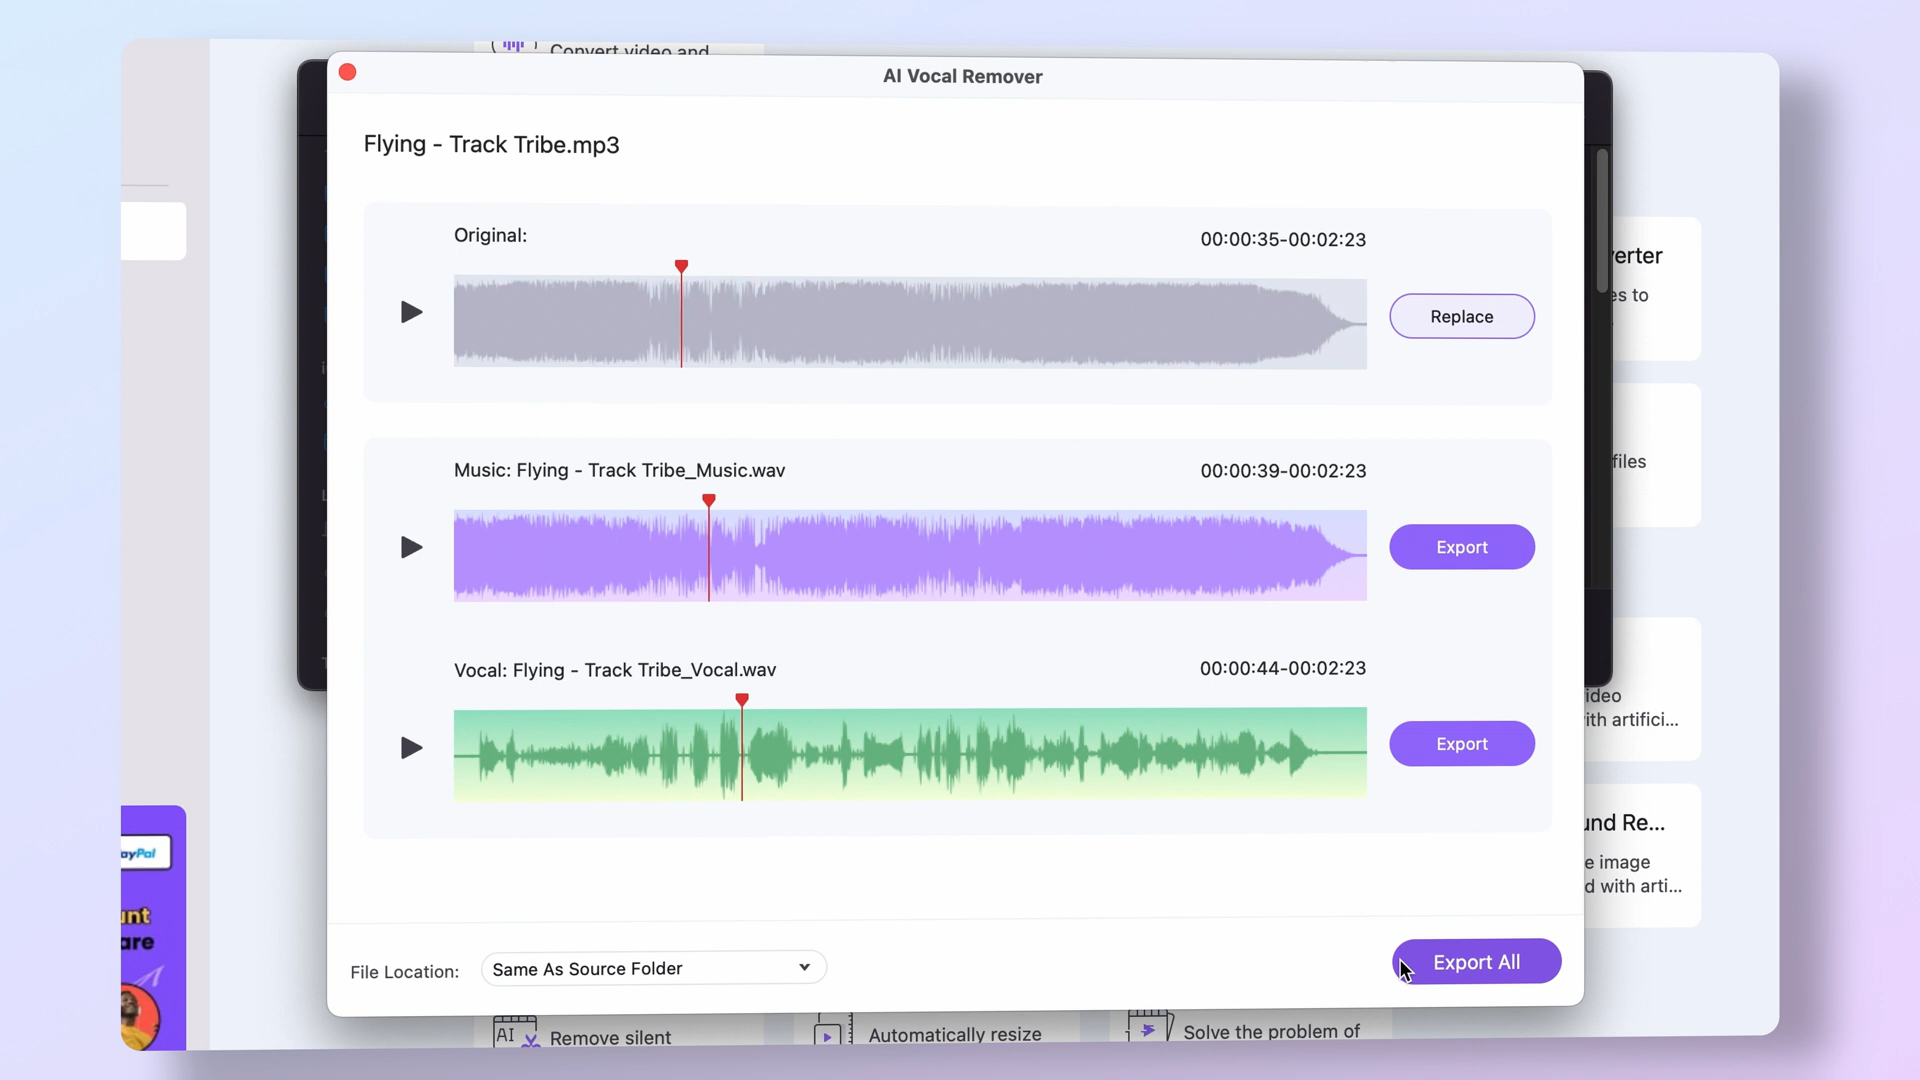 Convert video and
AI Vocal Remover
Flying - Track Tribe.mp3
Original:
00:00:35-00:02:23
Replace
Music: Flying - Track Tribe_Music.wav
00:00:39-00:02:23
Export
Vocal: Flying - Track Tribe_Vocal.wav
00:00:44-00:02:23
Export
File Location:
Same As Source Folder
Export All
verter
es to
files
ideo
ith artifici...
und Re...
e image
d with arti...
ayPal
unt
are
AI
Remove silent
Automatically resize
Solve the problem of